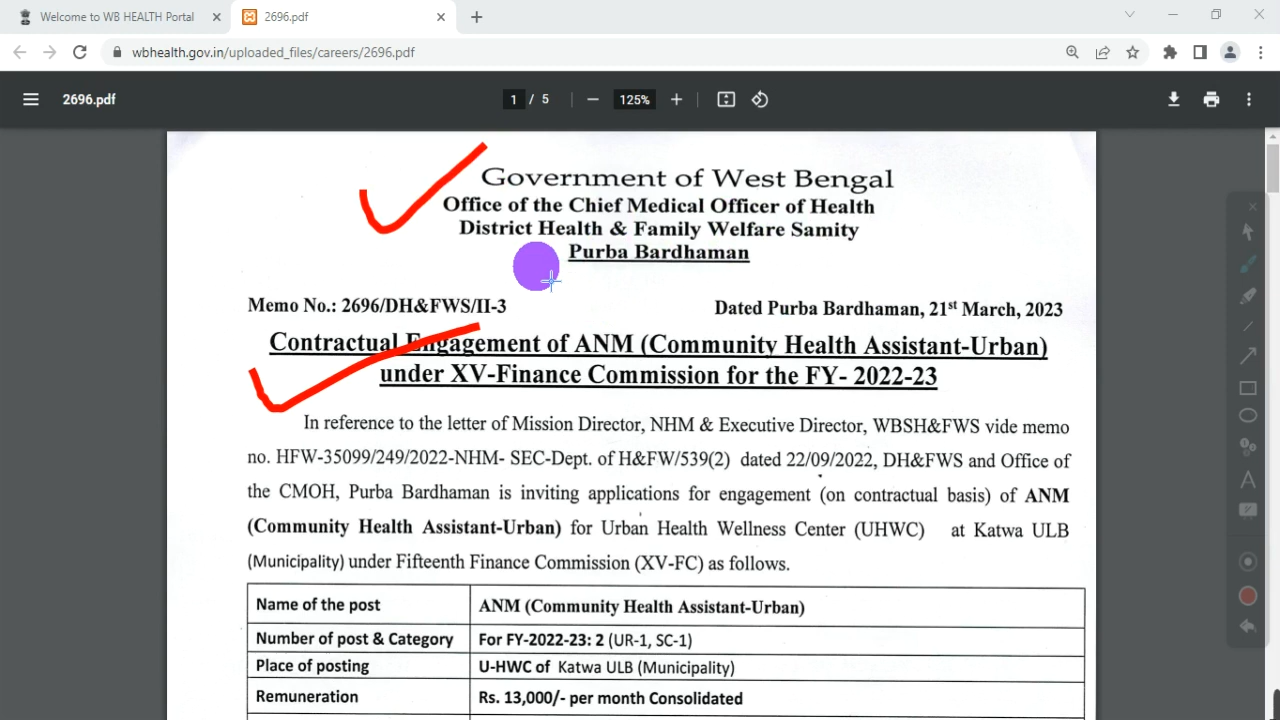 Welcome to WB HEALTH Portal
2696.pdf
wbhealth.gov.in/uploaded_files/careers/2696.pdf
2696.pdf
1 / 5
125%
Government of West Bengal
Office of the Chief Medical Officer of Health
District Health & Family Welfare Samity
Purba Bardhaman
Memo No.: 2696/DH&FWS/II-3 Dated Purba Bardhaman, 21st March, 2023
Contractual Engagement of ANM (Community Health Assistant-Urban)
under XV-Finance Commission for the FY- 2022-23
In reference to the letter of Mission Director, NHM & Executive Director, WBSH&FWS vide memo
no. HFW-35099/249/2022-NHM- SEC-Dept. of H&FW/539(2) dated 22/09/2022, DH&FWS and Office of
the CMOH, Purba Bardhaman is inviting applications for engagement (on contractual basis) of ANM
(Community Health Assistant-Urban) for Urban Health Wellness Center (UHWC) at Katwa ULB
(Municipality) under Fifteenth Finance Commission (XV-FC) as follows.
Name of the post ANM (Community Health Assistant-Urban)
Number of post & Category For FY-2022-23: 2 (UR-1, SC-1)
Place of posting U-HWC of Katwa ULB (Municipality)
Remuneration Rs. 13,000/- per month Consolidated